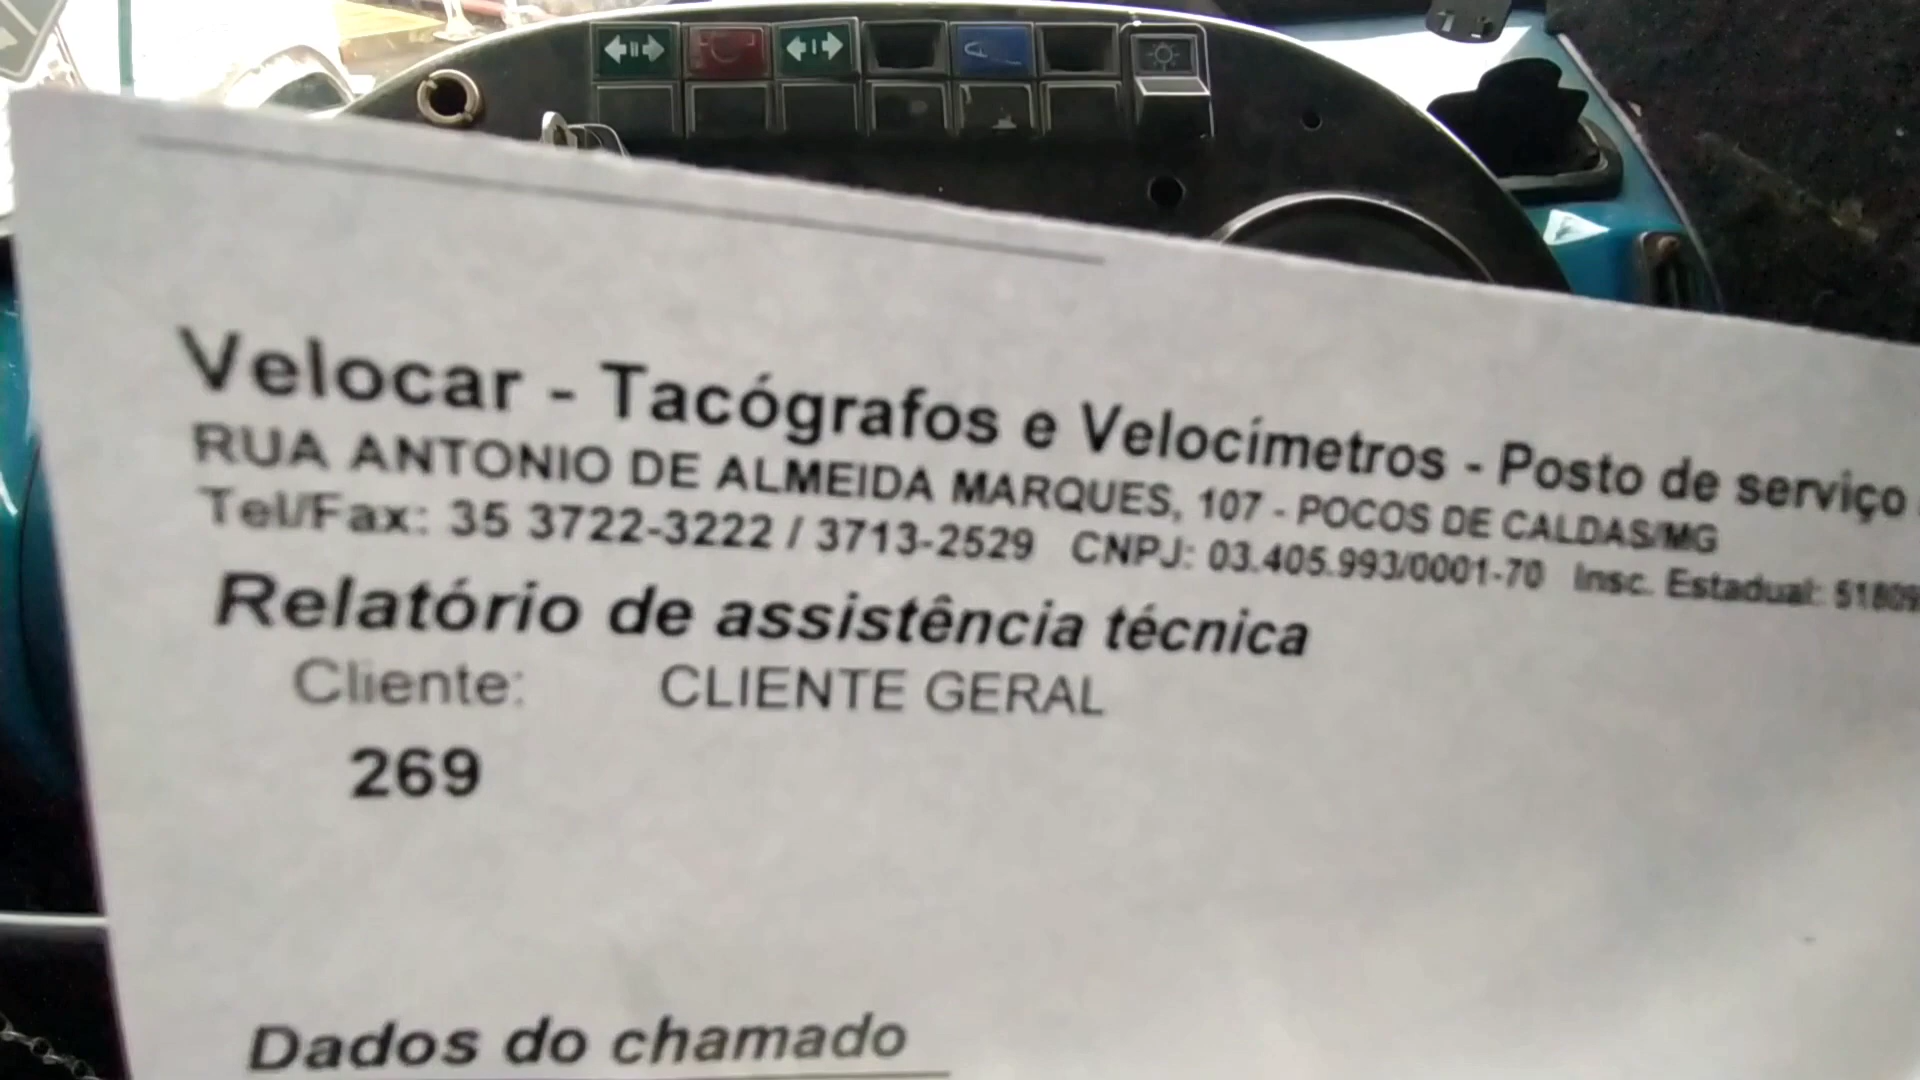 Velocar - Tacógrafos e Velocímetros - Posto de serviço
RUA ANTONIO DE ALMEIDA MARQUES, 107 - POCOS DE CALDAS/MG
Tel/Fax: 35 3722-3222 / 3713-2529 CNPJ: 03.405.993/0001-70 Insc. Estadual: 51809
Relatório de assistência técnica
Cliente: CLIENTE GERAL
269
Dados do chamado